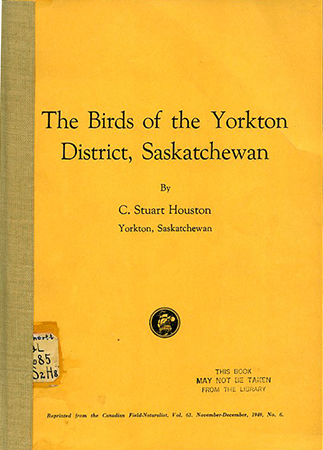 The Birds of the Yorkton
District, Saskatchewan
By
C. Stuart Houston
Yorkton, Saskatchewan
THIS BOOK
MAY NOT BE TAKEN
FROM THE LIBRARY
Reprinted from the Canadian Field-Naturalist, Vol. 63. November-December, 1949, No. 6.